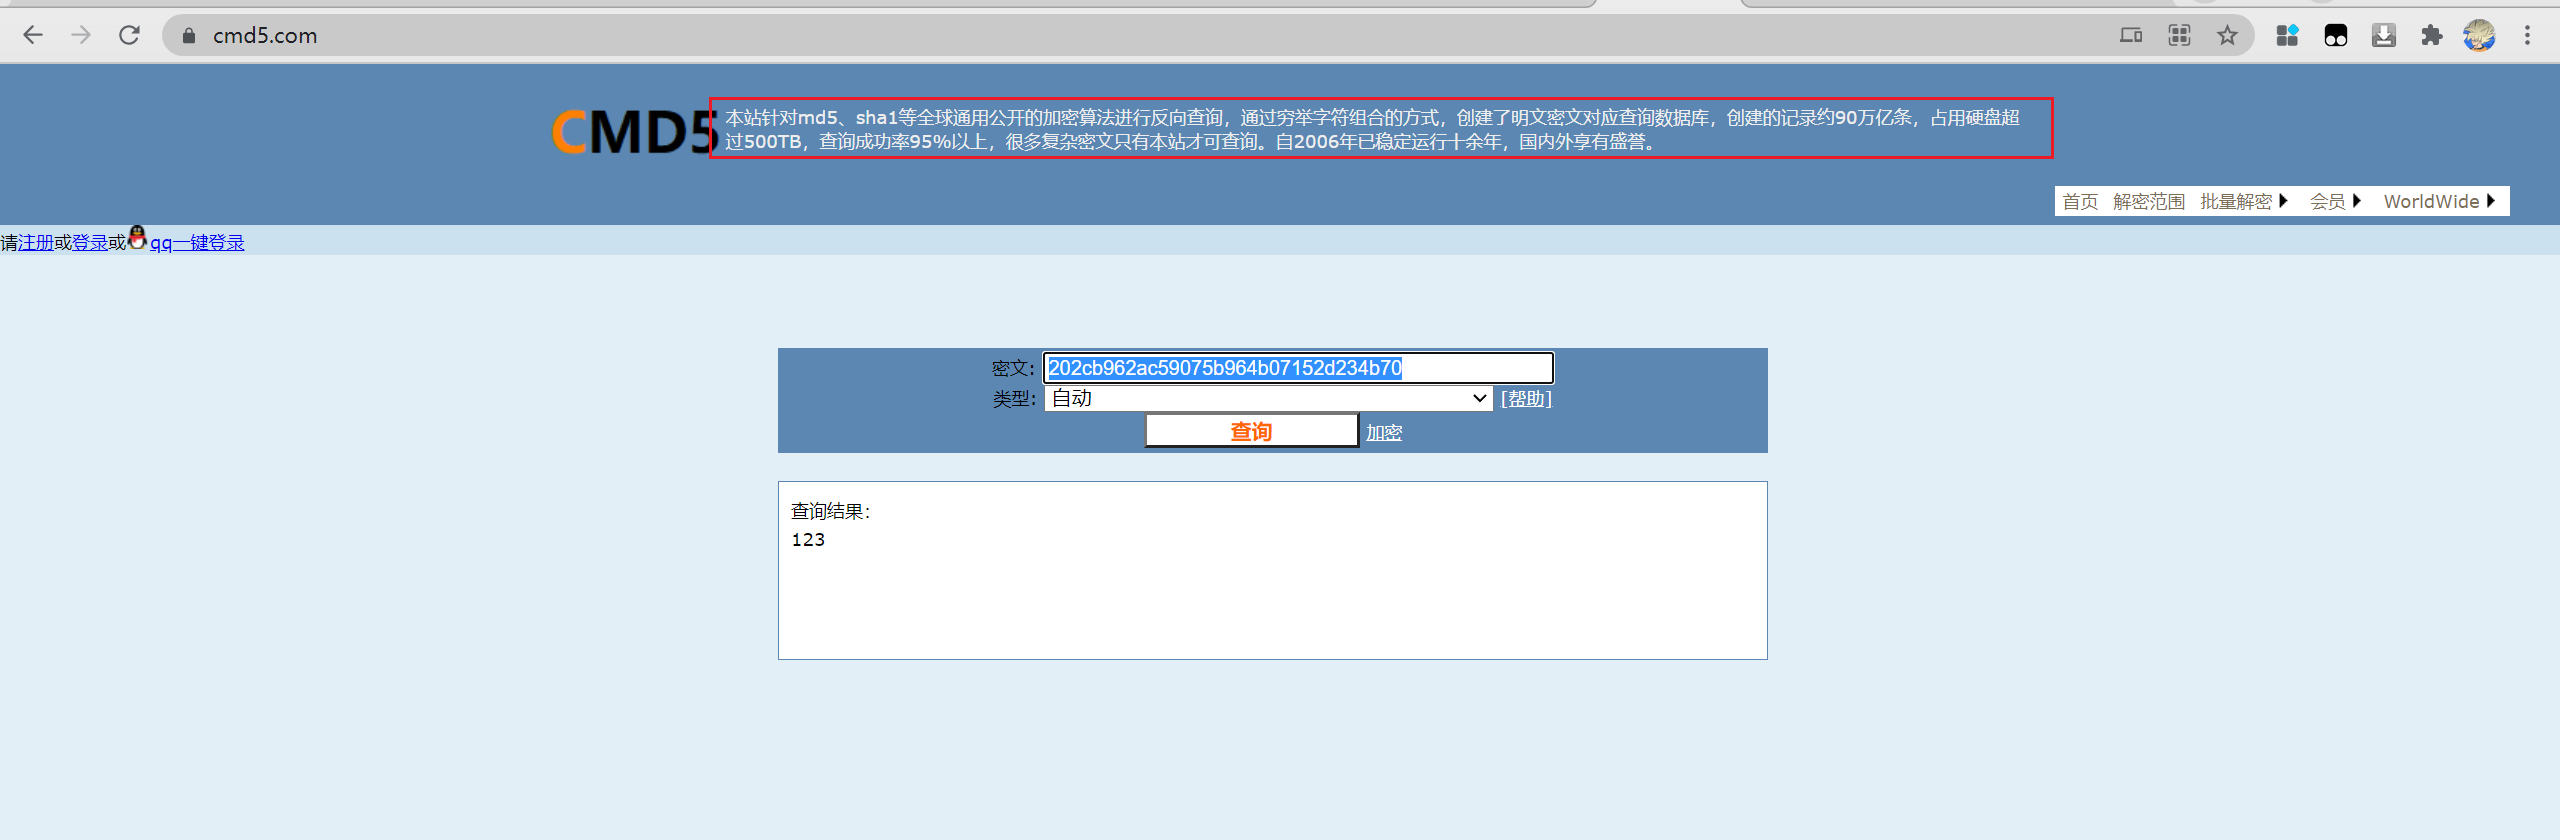 cmd5.com
CMD5
本站针对md5、sha1等全球通用公开的加密算法进行反向查询，通过穷举字符组合的方式，创建了明文密文对应查询数据库，创建的记录约90万亿条，占用硬盘超
过500TB，查询成功率95%以上，很多复杂密文只有本站才可查询。自2006年已稳定运行十余年，国内外享有盛誉。
首页 解密范围 批量解密 会员 WorldWide
请注册或登录或qq一键登录
密文: 202cb962ac59075b964b07152d234b70
类型: 自动 [帮助]
查询 加密
查询结果:
123